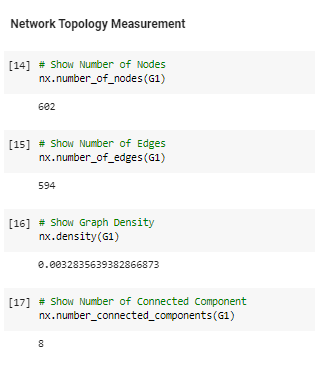 Network Topology Measurement
[14] # Show Number of Nodes
nx.number_of_nodes(G1)
602
[15] # Show Number of Edges
nx.number_of_edges(G1)
594
[16] # Show Graph Density
nx.density(G1)
0.0032835639382866873
[17] # Show Number of Connected Component
nx.number_connected_components(G1)
8